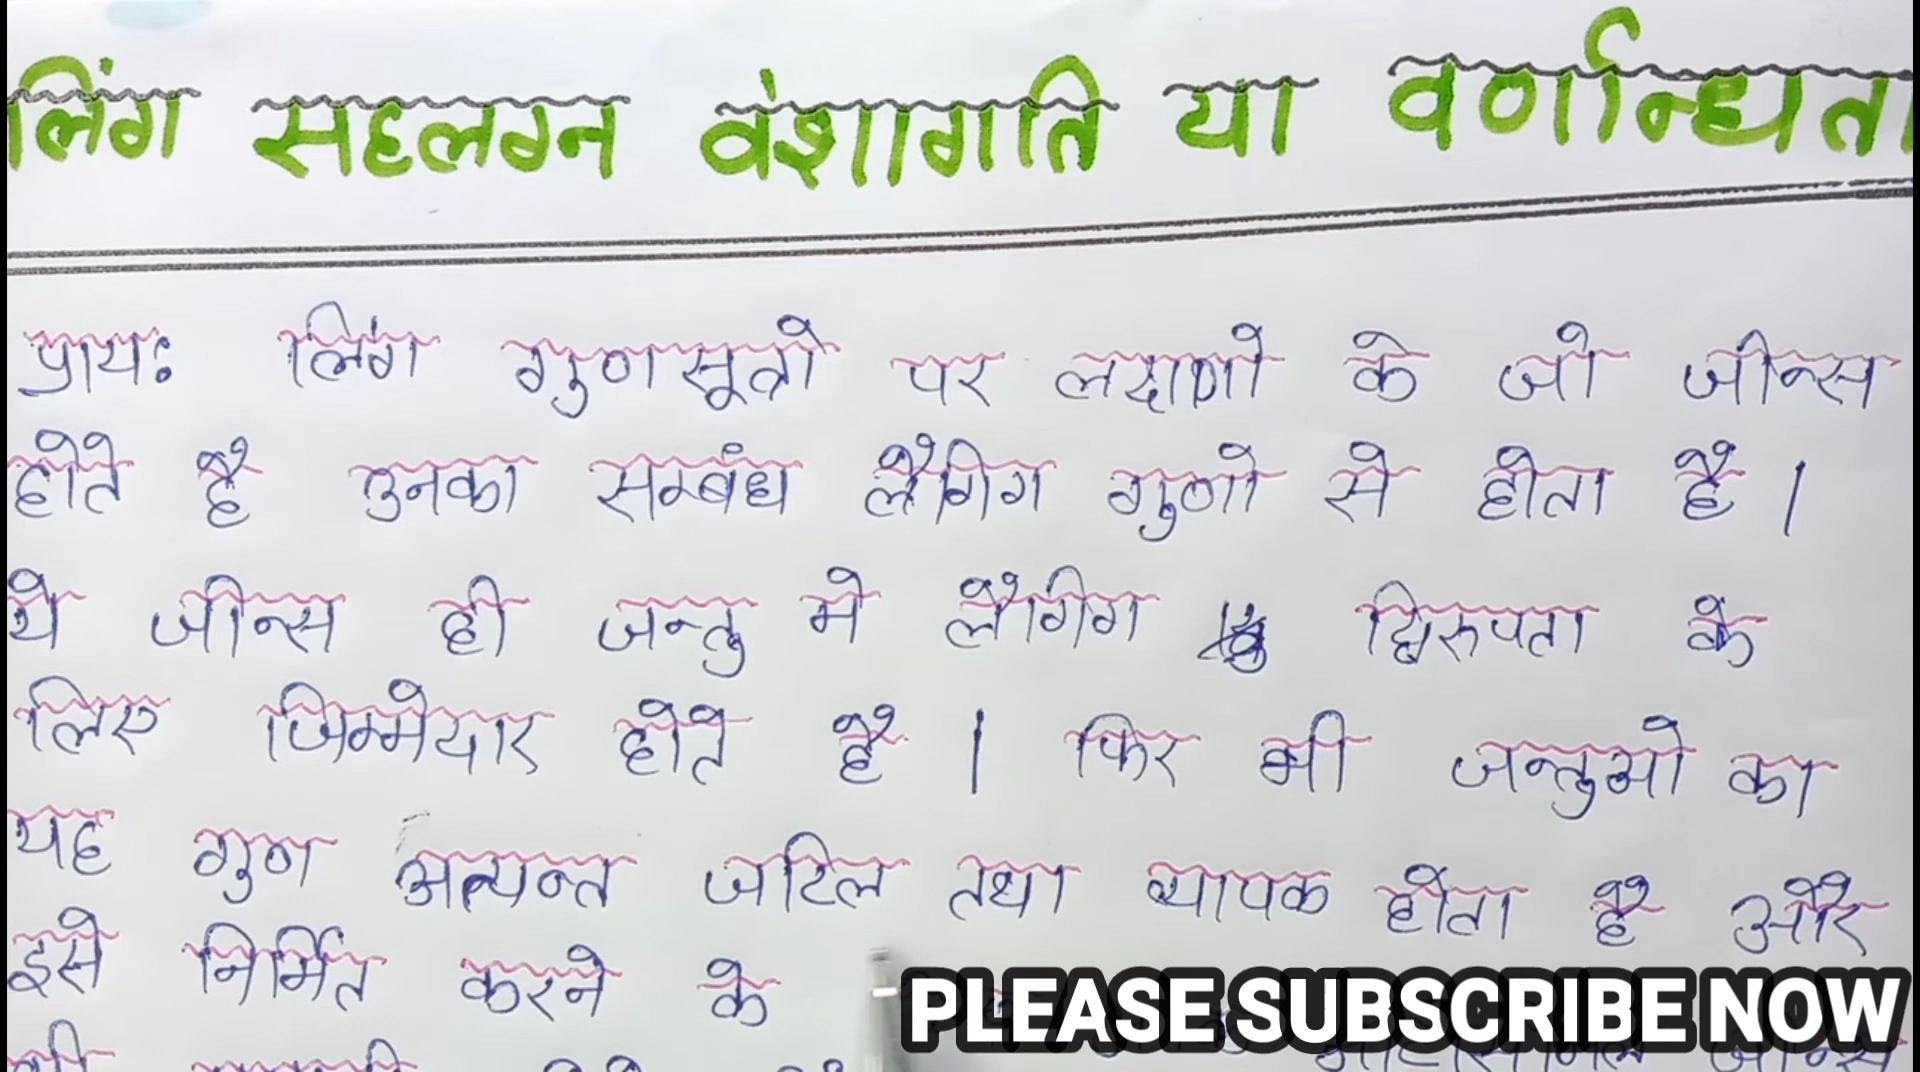 लिंग सहलग्न वंशागति या वर्णान्धता
प्रायः लिंग गुणसूत्रो पर लक्षणो के जो जीन्स
होते है उनका सम्बंध लैंगिग गुणो से होता है ।
ये जीन्स ही जन्तु मे लैगिग द्विरुपता के
लिए जिम्मेयार होते है । फिर भी जन्तुओ का
यह गुण अत्यन्त जटिल तथा व्यापक होता है और
इसे निर्मित करने के
PLEASE SUBSCRIBE NOW